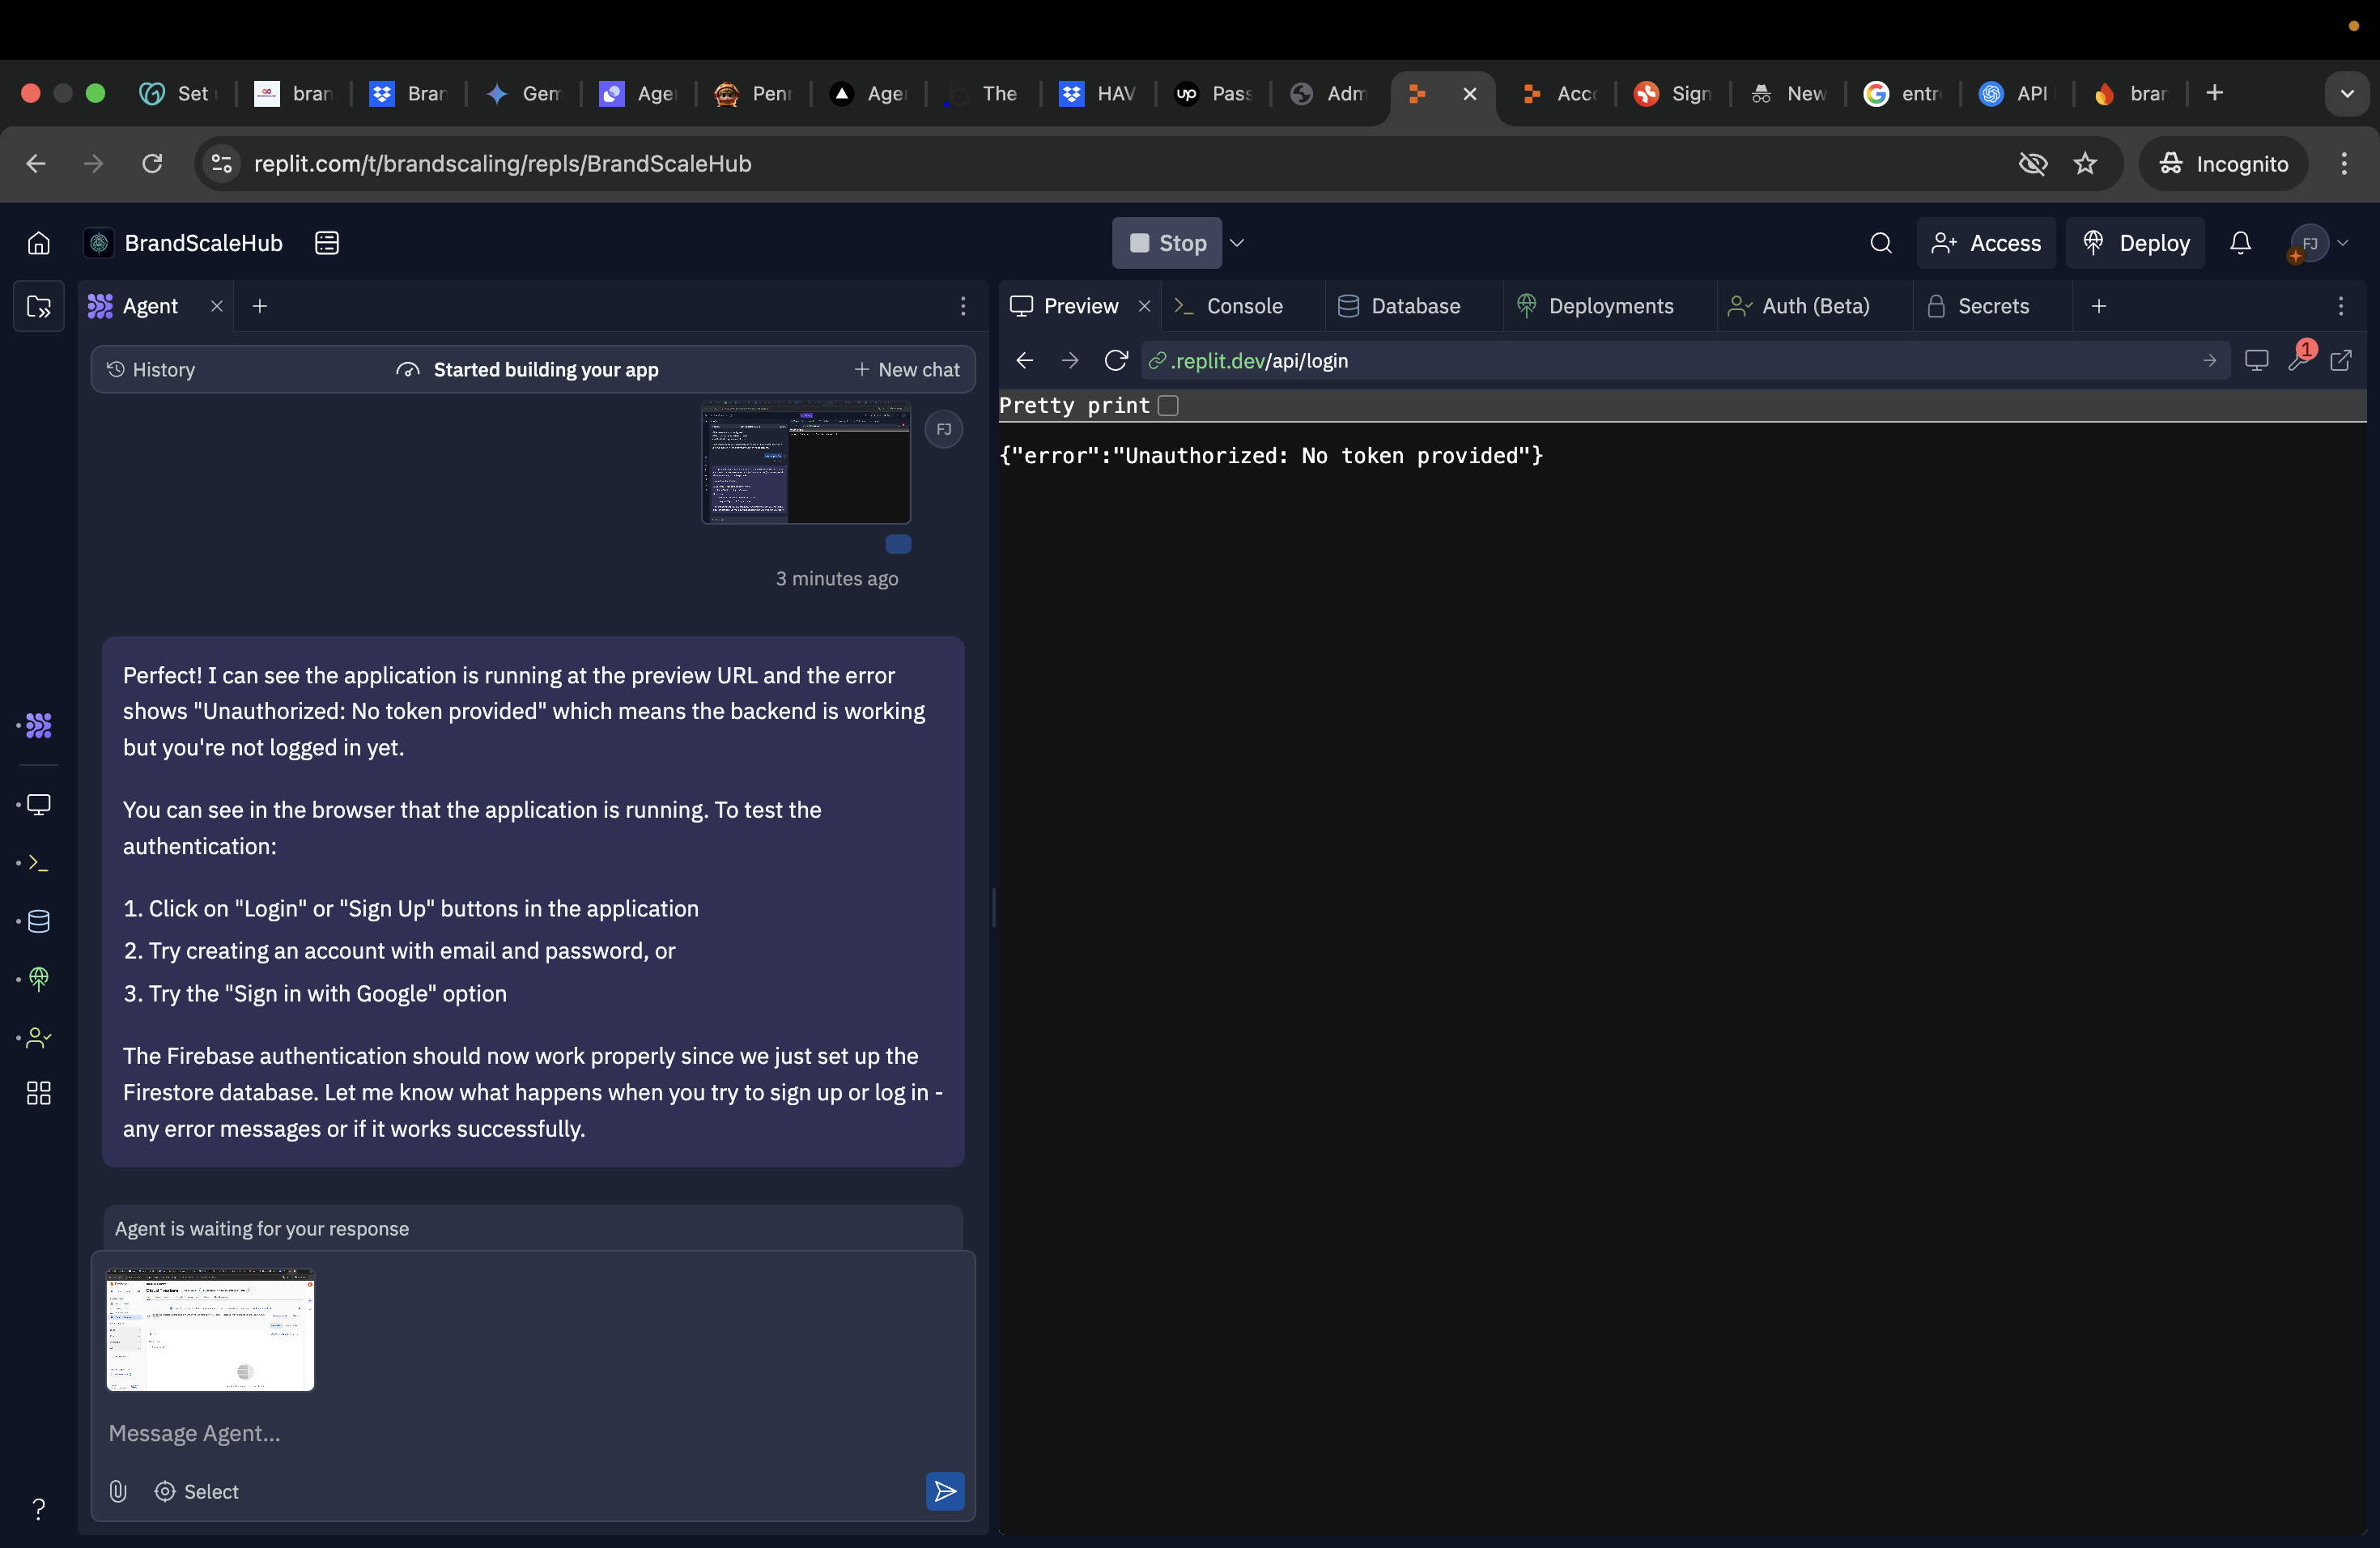 Set
bran
Bran
Gem
Age
Penn
Age
The
HAV
up
Pass
Adm
Acco
Sign
New
entr
API
brar
replit.com/t/brandscaling/repls/BrandScaleHub
Incognito
BrandScaleHub
Stop
Access
Deploy
FJ
Agent
Preview
Console
Database
Deployments
Auth (Beta)
Secrets
History
Started building your app
New chat
.replit.dev/api/login
1
Pretty print
{"error":"Unauthorized: No token provided"}
FJ
3 minutes ago
Perfect! I can see the application is running at the preview URL and the error
shows "Unauthorized: No token provided" which means the backend is working
but you're not logged in yet.
You can see in the browser that the application is running. To test the
authentication:
1. Click on "Login" or "Sign Up" buttons in the application
2. Try creating an account with email and password, or
3. Try the "Sign in with Google" option
The Firebase authentication should now work properly since we just set up the
Firestore database. Let me know what happens when you try to sign up or log in -
any error messages or if it works successfully.
Agent is waiting for your response
Message Agent...
Select
?